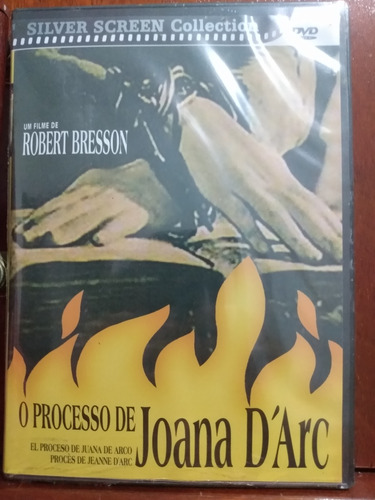 SILVER SCREEN Collection
DVD
UM FILME DE
ROBERT BRESSON
O PROCESSO DE Joana D'Arc
EL PROCESO DE JUANA DE ARCO
PROCÈS DE JEANNE D'ARC